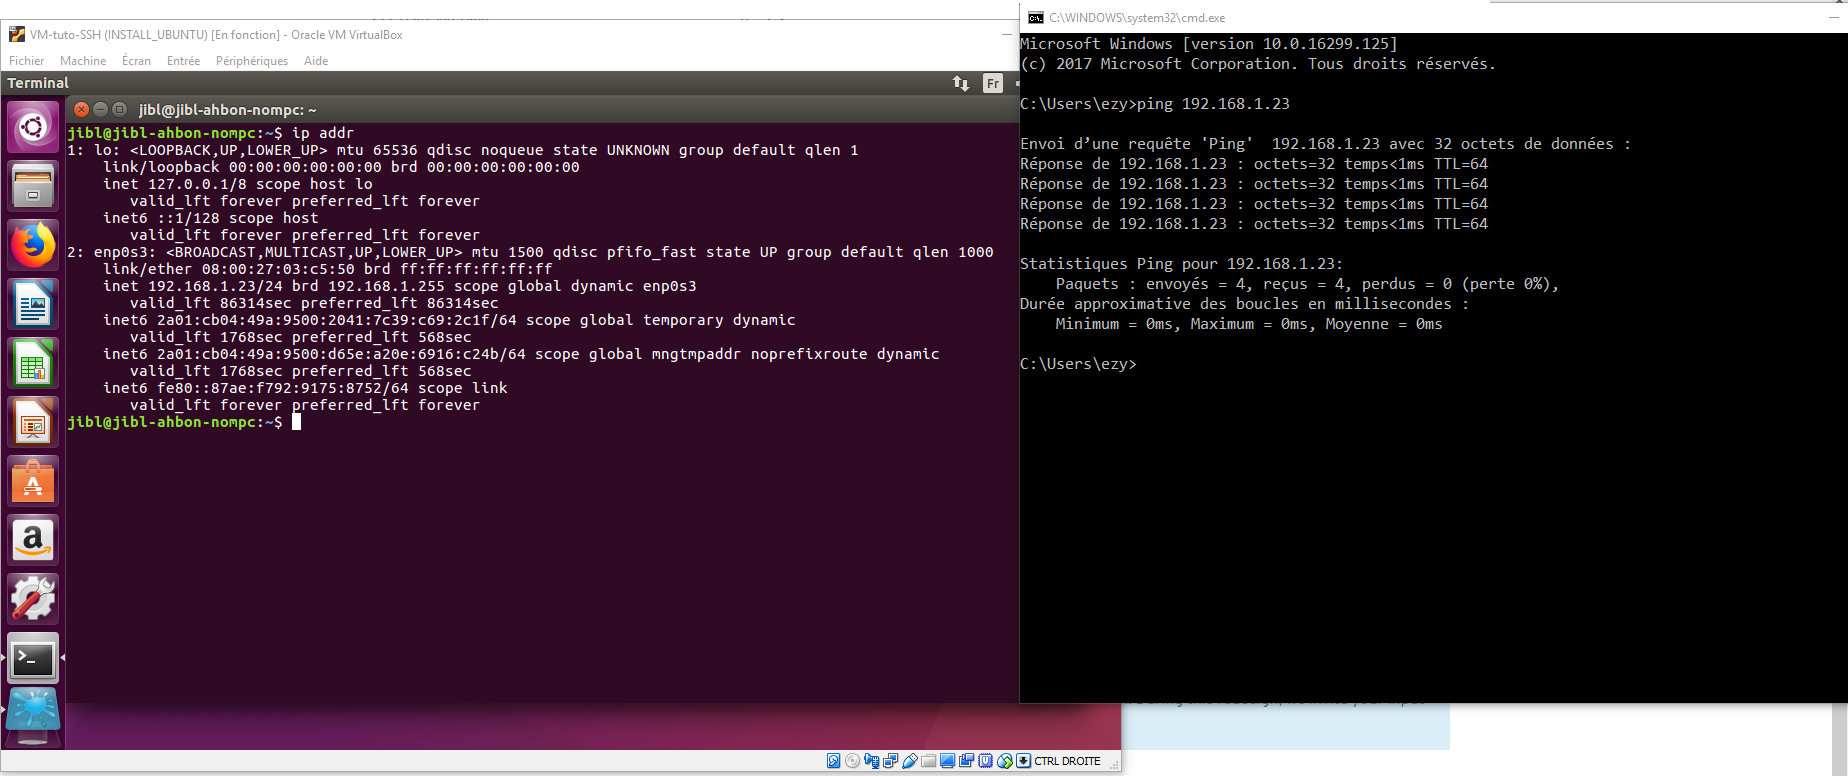 VM-tuto-SSH (INSTALL_UBUNTU) [En fonction] - Oracle VM VirtualBox
Fichier Machine Écran Entrée Périphériques Aide
Terminal
Fr
jibl@jibl-ahbon-nompc: ~
jibl@jibl-ahbon-nompc:~$ ip addr
1: lo: <LOOPBACK,UP,LOWER_UP> mtu 65536 qdisc noqueue state UNKNOWN group default qlen 1
link/loopback 00:00:00:00:00:00 brd 00:00:00:00:00:00
inet 127.0.0.1/8 scope host lo
valid_lft forever preferred_lft forever
inet6 ::1/128 scope host
valid_lft forever preferred_lft forever
2: enp0s3: <BROADCAST,MULTICAST,UP,LOWER_UP> mtu 1500 qdisc pfifo_fast state UP group default qlen 1000
link/ether 08:00:27:03:c5:50 brd ff:ff:ff:ff:ff:ff
inet 192.168.1.23/24 brd 192.168.1.255 scope global dynamic enp0s3
valid_lft 86314sec preferred_lft 86314sec
inet6 2a01:cb04:49a:9500:2041:7c39:c69:2c1f/64 scope global temporary dynamic
valid_lft 1768sec preferred_lft 568sec
inet6 2a01:cb04:49a:9500:d65e:a20e:6916:c24b/64 scope global mngtmpaddr noprefixroute dynamic
valid_lft 1768sec preferred_lft 568sec
inet6 fe80::87ae:f792:9175:8752/64 scope link
valid_lft forever preferred_lft forever
jibl@jibl-ahbon-nompc:~$
CTRL DROITE
C:\WINDOWS\system32\cmd.exe
Microsoft Windows [version 10.0.16299.125]
(c) 2017 Microsoft Corporation. Tous droits réservés.
C:\Users\ezy>ping 192.168.1.23
Envoi d’une requête 'Ping'  192.168.1.23 avec 32 octets de données :
Réponse de 192.168.1.23 : octets=32 temps<1ms TTL=64
Réponse de 192.168.1.23 : octets=32 temps<1ms TTL=64
Réponse de 192.168.1.23 : octets=32 temps<1ms TTL=64
Réponse de 192.168.1.23 : octets=32 temps<1ms TTL=64
Statistiques Ping pour 192.168.1.23:
Paquets : envoyés = 4, reçus = 4, perdus = 0 (perte 0%),
Durée approximative des boucles en millisecondes :
Minimum = 0ms, Maximum = 0ms, Moyenne = 0ms
C:\Users\ezy>